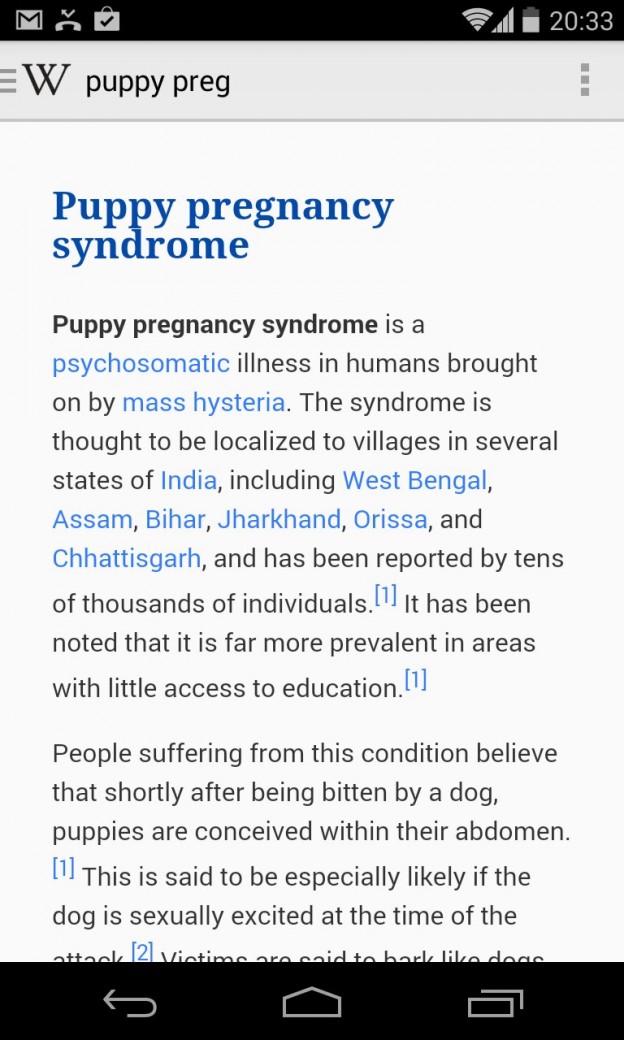 20:33
W puppy preg
Puppy pregnancy
syndrome
Puppy pregnancy syndrome is a
psychosomatic illness in humans brought
on by mass hysteria. The syndrome is
thought to be localized to villages in several
states of India, including West Bengal,
Assam, Bihar, Jharkhand, Orissa, and
Chhattisgarh, and has been reported by tens
of thousands of individuals.[1] It has been
noted that it is far more prevalent in areas
with little access to education.[1]
People suffering from this condition believe
that shortly after being bitten by a dog,
puppies are conceived within their abdomen.
[1] This is said to be especially likely if the
dog is sexually excited at the time of the
attack.[2] Victims are said to bark like dogs